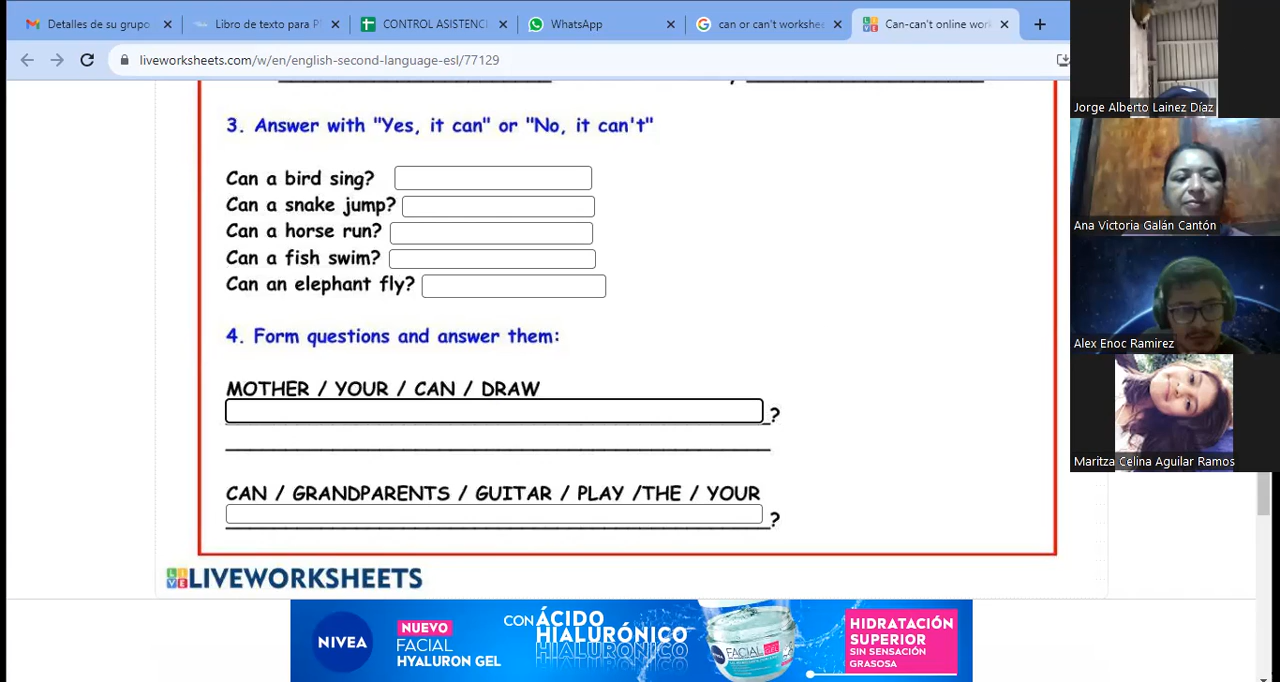 Detalles de su grupo
Libro de texto para P
CONTROL ASISTENC
WhatsApp
can or can't workshee
Can-can't online wor
liveworksheets.com/w/en/english-second-language-esl/77129
3. Answer with "Yes, it can" or "No, it can't"
Can a bird sing?
Can a snake jump?
Can a horse run?
Can a fish swim?
Can an elephant fly?
4. Form questions and answer them:
MOTHER / YOUR / CAN / DRAW
?
CAN / GRANDPARENTS / GUITAR / PLAY /THE / YOUR
?
LIVEWORKSHEETS
NIVEA
NUEVO
FACIAL
HYALURON GEL
CON ÁCIDO
HIALURÓNICO
HIALURÓNICO
FACIAL
HIDRATACIÓN
SUPERIOR
SIN SENSACIÓN
GRASOSA
Jorge Alberto Lainez Díaz
Ana Victoria Galán Cantón
Alex Enoc Ramirez
Maritza Celina Aguilar Ramos